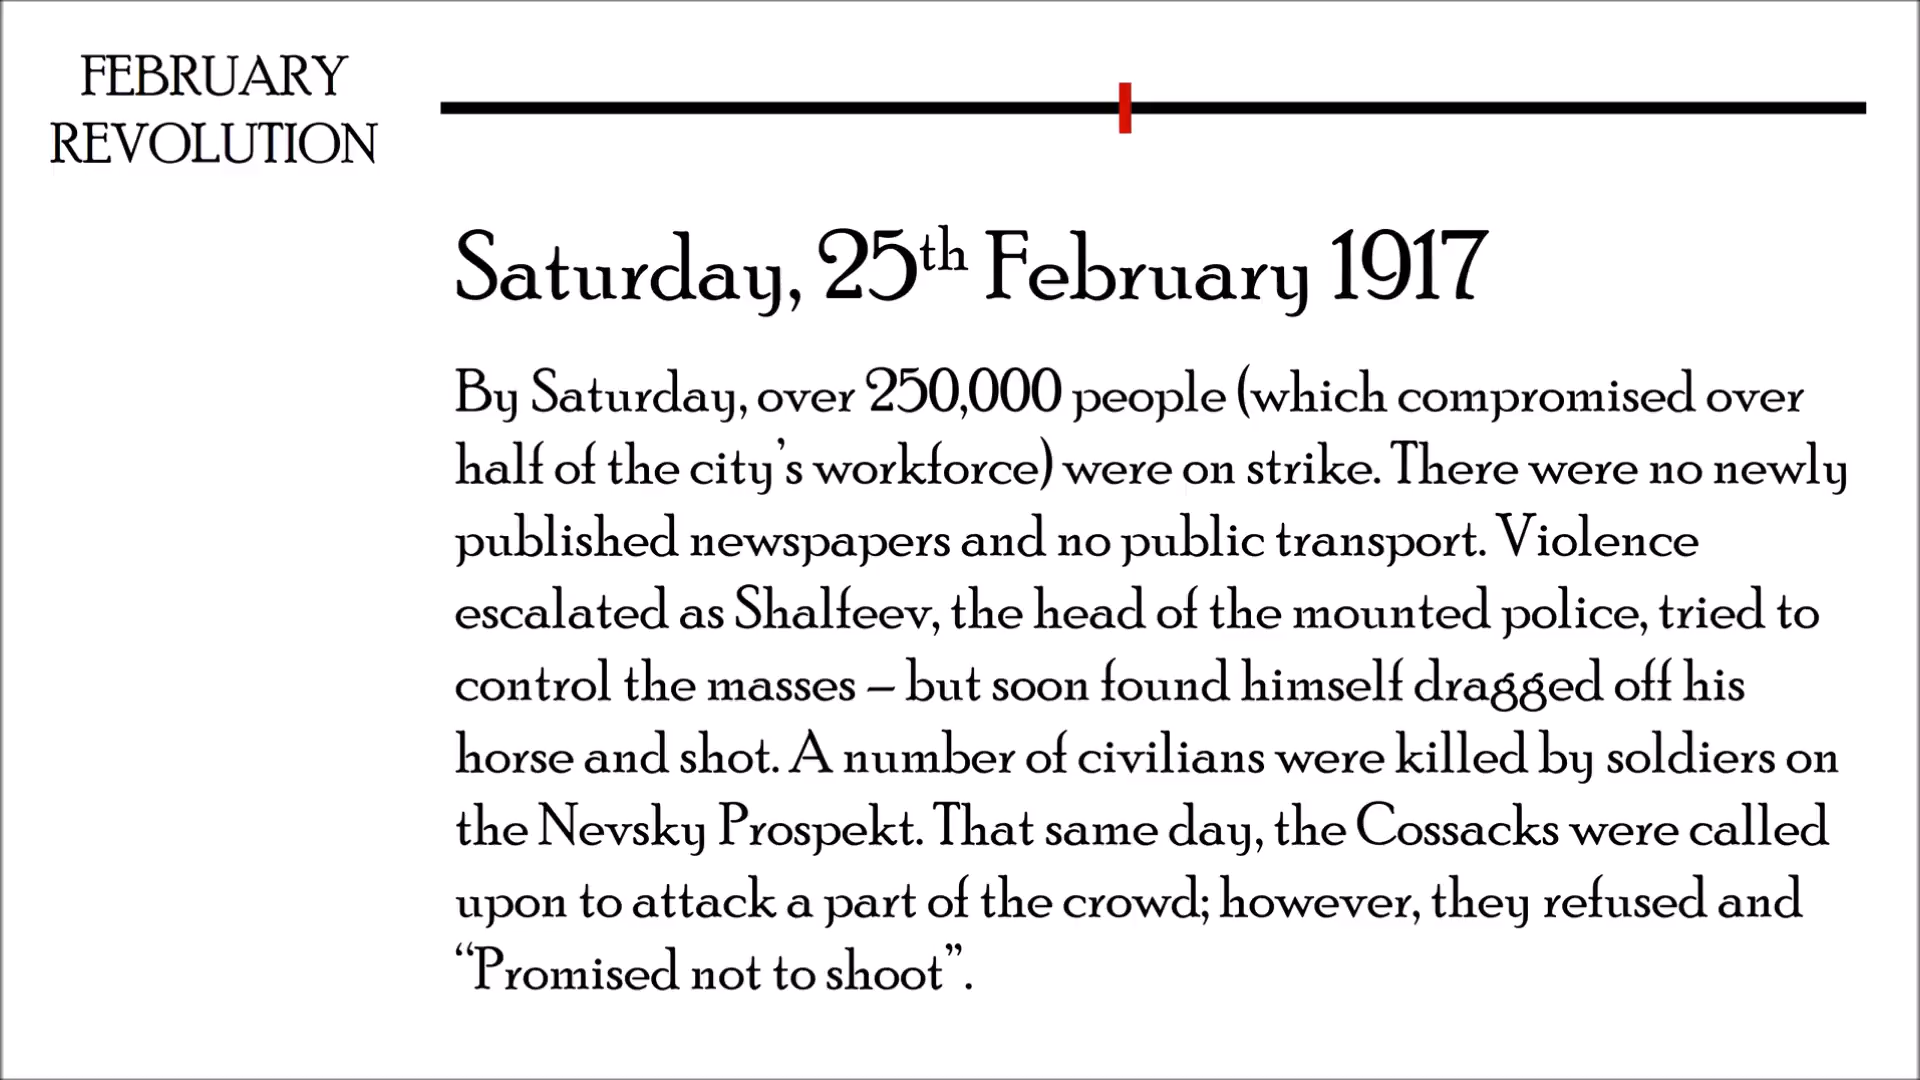 FEBRUARY
REVOLUTION
Saturday, 25th February 1917
By Saturday, over 250,000 people (which compromised over
half of the city's workforce) were on strike. There were no newly
published newspapers and no public transport. Violence
escalated as Shalfeev, the head of the mounted police, tried to
control the masses – but soon found himself dragged off his
horse and shot. A number of civilians were killed by soldiers on
the Nevsky Prospekt. That same day, the Cossacks were called
upon to attack a part of the crowd; however, they refused and
“Promised not to shoot”.